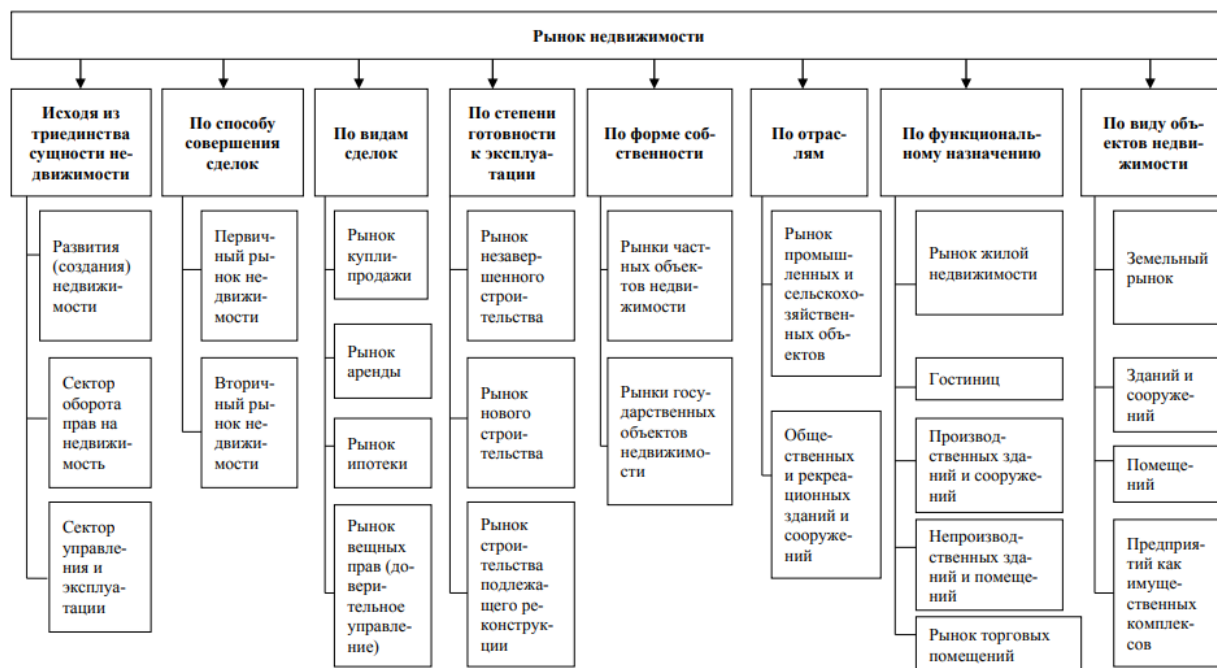 Рынок недвижимости
Исходя из
триединства
сущности не-
движимости
Развития
(создания)
недвижи-
мости
Сектор
оборота
прав на
недвижи-
мость
Сектор
управле-
ния и
эксплуа-
тации
По способу
совершения
сделок
Первич-
ный ры-
нок не-
движи-
мости
Вторич-
ный ры-
нок не-
движи-
мости
По видам
сделок
Рынок
купли-
продажи
Рынок
аренды
Рынок
ипотеки
Рынок
вещных
прав (до-
вери-
тельное
управле-
ние)
По степени
готовности
к эксплуа-
тации
Рынок
незавер-
шенного
строи-
тельства
Рынок
нового
строи-
тельства
Рынок
строи-
тельства
подлежа-
щего ре-
конструк-
ции
По форме соб-
ственности
Рынки част-
ных объек-
тов недви-
жимости
Рынки госу-
дарственных
объектов
недвижимо-
сти
По отрас-
лям
Рынок
промыш-
ленных и
сельскохо-
зяйствен-
ных объ-
ектов
Обще-
ственных
и рекреа-
ционных
зданий и
сооруже-
ний
По функциональ-
ному назначению
Рынок жилой
недвижимости
Гостиниц
Производ-
ственных зда-
ний и сооруже-
ний
Непроизвод-
ственных зда-
ний и помеще-
ний
Рынок торговых
помещений
По виду объ-
ектов недви-
жимости
Земельный
рынок
Зданий и
сооруже-
ний
Помеще-
ний
Предприя-
тий как
имуще-
ственных
комплек-
сов